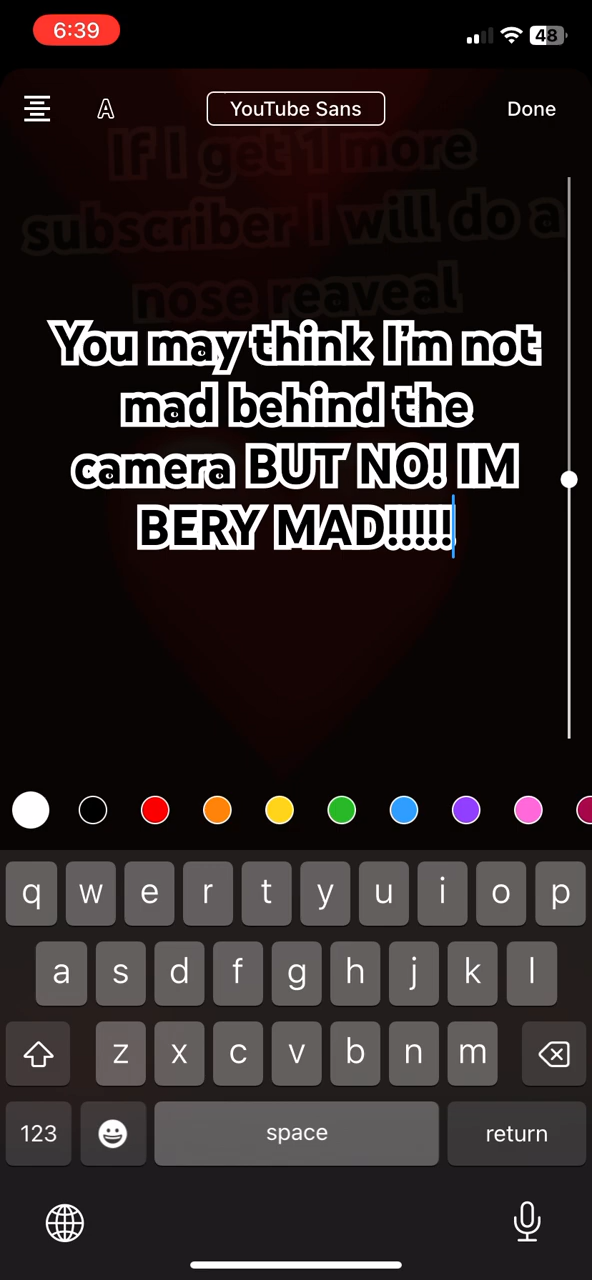 6:39
48
YouTube Sans
Done
If I get 1 more
subscriber I will do a
nose reaveal
You may think I'm not
mad behind the
camera BUT NO! IM
BERY MAD!!!!!
q w e r t y u i o p
a s d f g h j k l
z x c v b n m
123
space
return